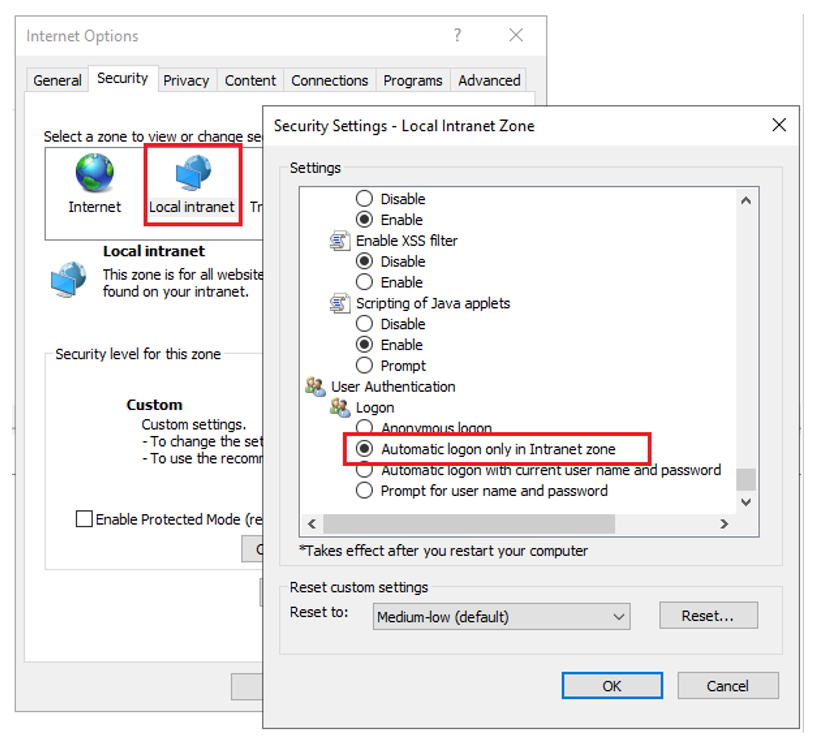 Internet Options
?
General Security Privacy Content Connections Programs Advanced
Select a zone to view or change se
Internet
Local intranet
Tr
Local intranet
This zone is for all website
found on your intranet.
Security level for this zone
Custom
Custom settings.
- To change the set
- To use the recomm
Enable Protected Mode (re
C
Security Settings - Local Intranet Zone
Settings
Disable
Enable
Enable XSS filter
Disable
Enable
Scripting of Java applets
Disable
Enable
Prompt
User Authentication
Logon
Anonymous logon
Automatic logon only in Intranet zone
Automatic logon with current user name and password
Prompt for user name and password
*Takes effect after you restart your computer
Reset custom settings
Reset to: Medium-low (default) Reset...
OK Cancel